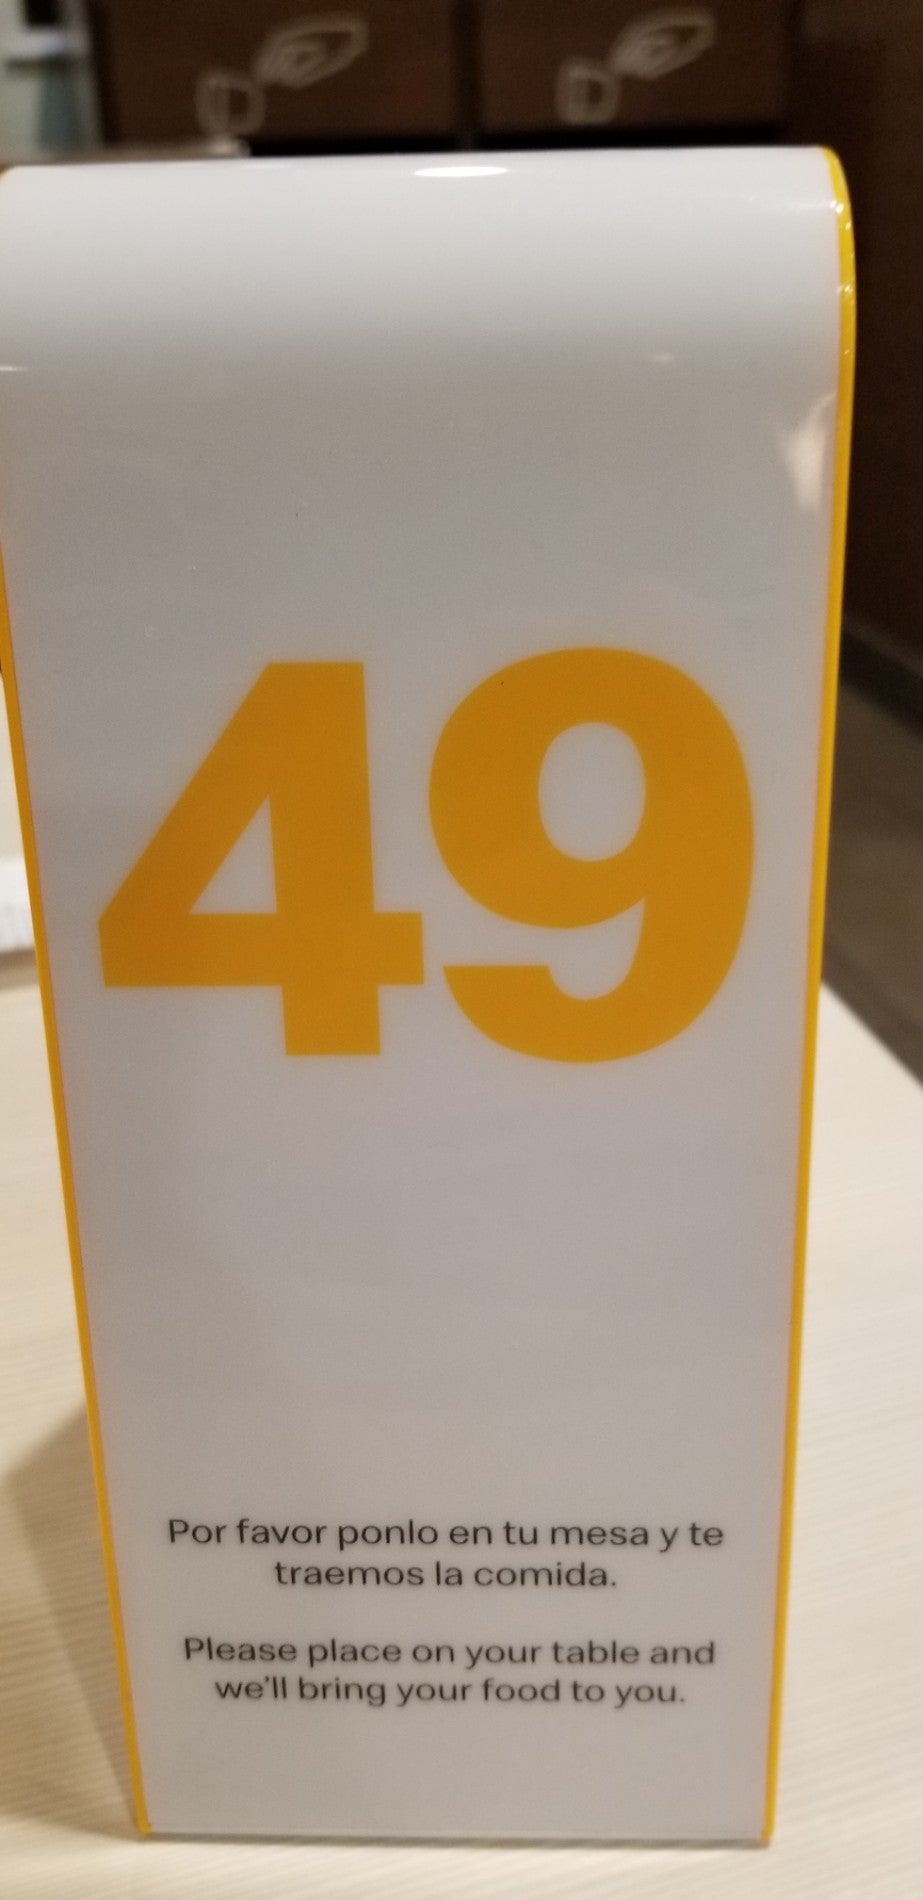 49
Por favor ponlo en tu mesa y te
traemos la comida.
Please place on your table and
we'll bring your food to you.